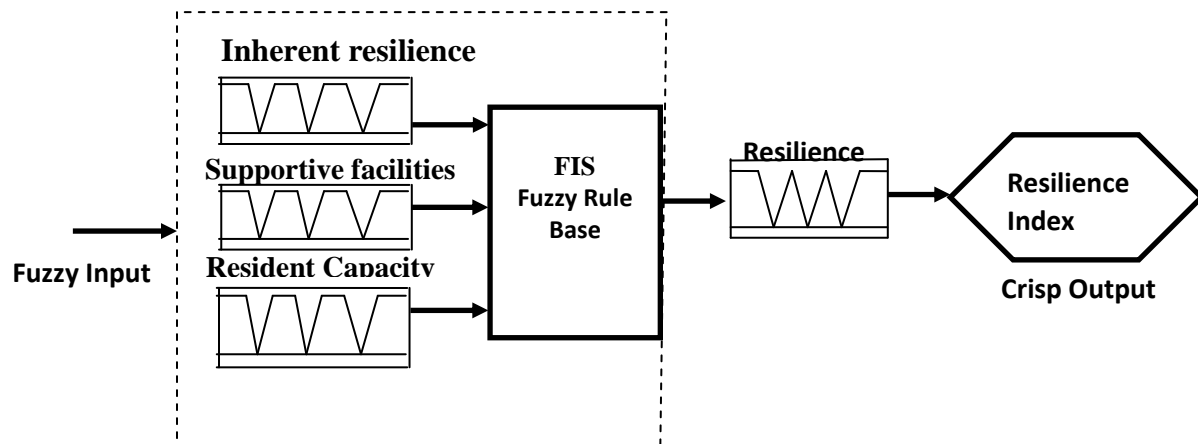 Inherent resilience
Supportive facilities
Resident Capacity
Fuzzy Input
FIS
Fuzzy Rule
Base
Resilience
Resilience
Index
Crisp Output